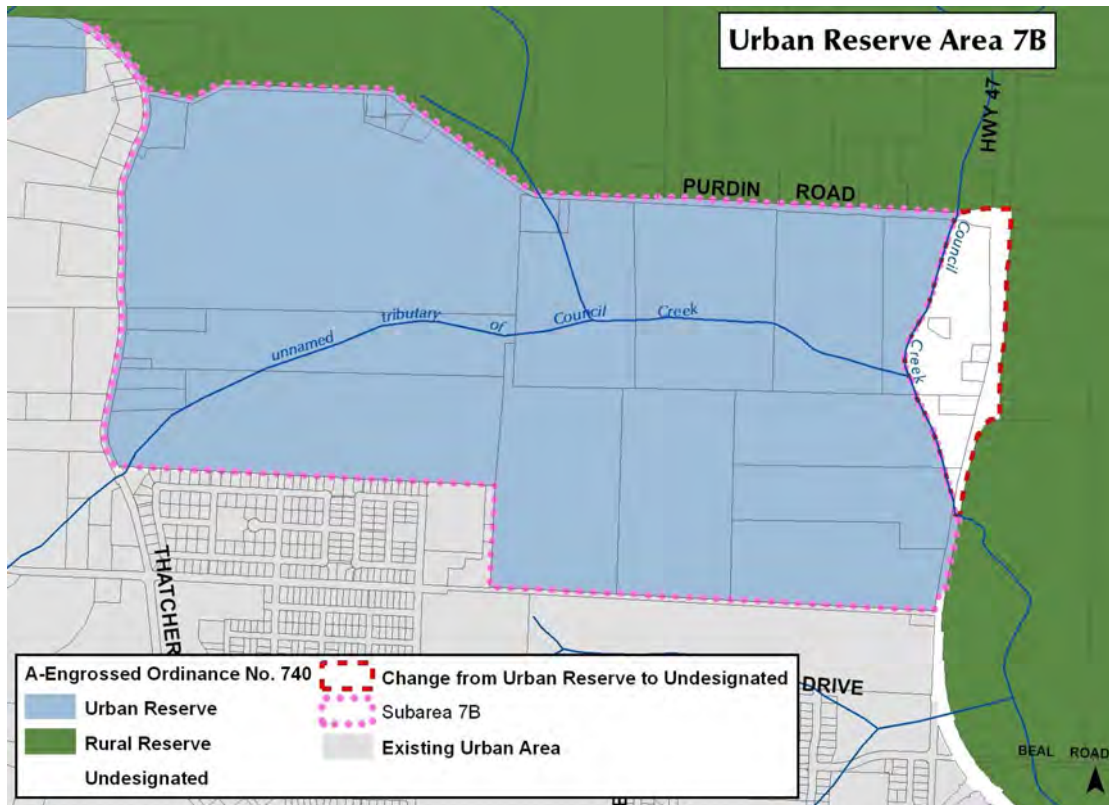 Urban Reserve Area 7B
HWY 47
PURDIN ROAD
Council
Creek
unnamed tributary of Council Creek
THATCHER
DRIVE
BEAL ROAD
E
A-Engrossed Ordinance No. 740
Urban Reserve
Rural Reserve
Undesignated
Change from Urban Reserve to Undesignated
Subarea 7B
Existing Urban Area